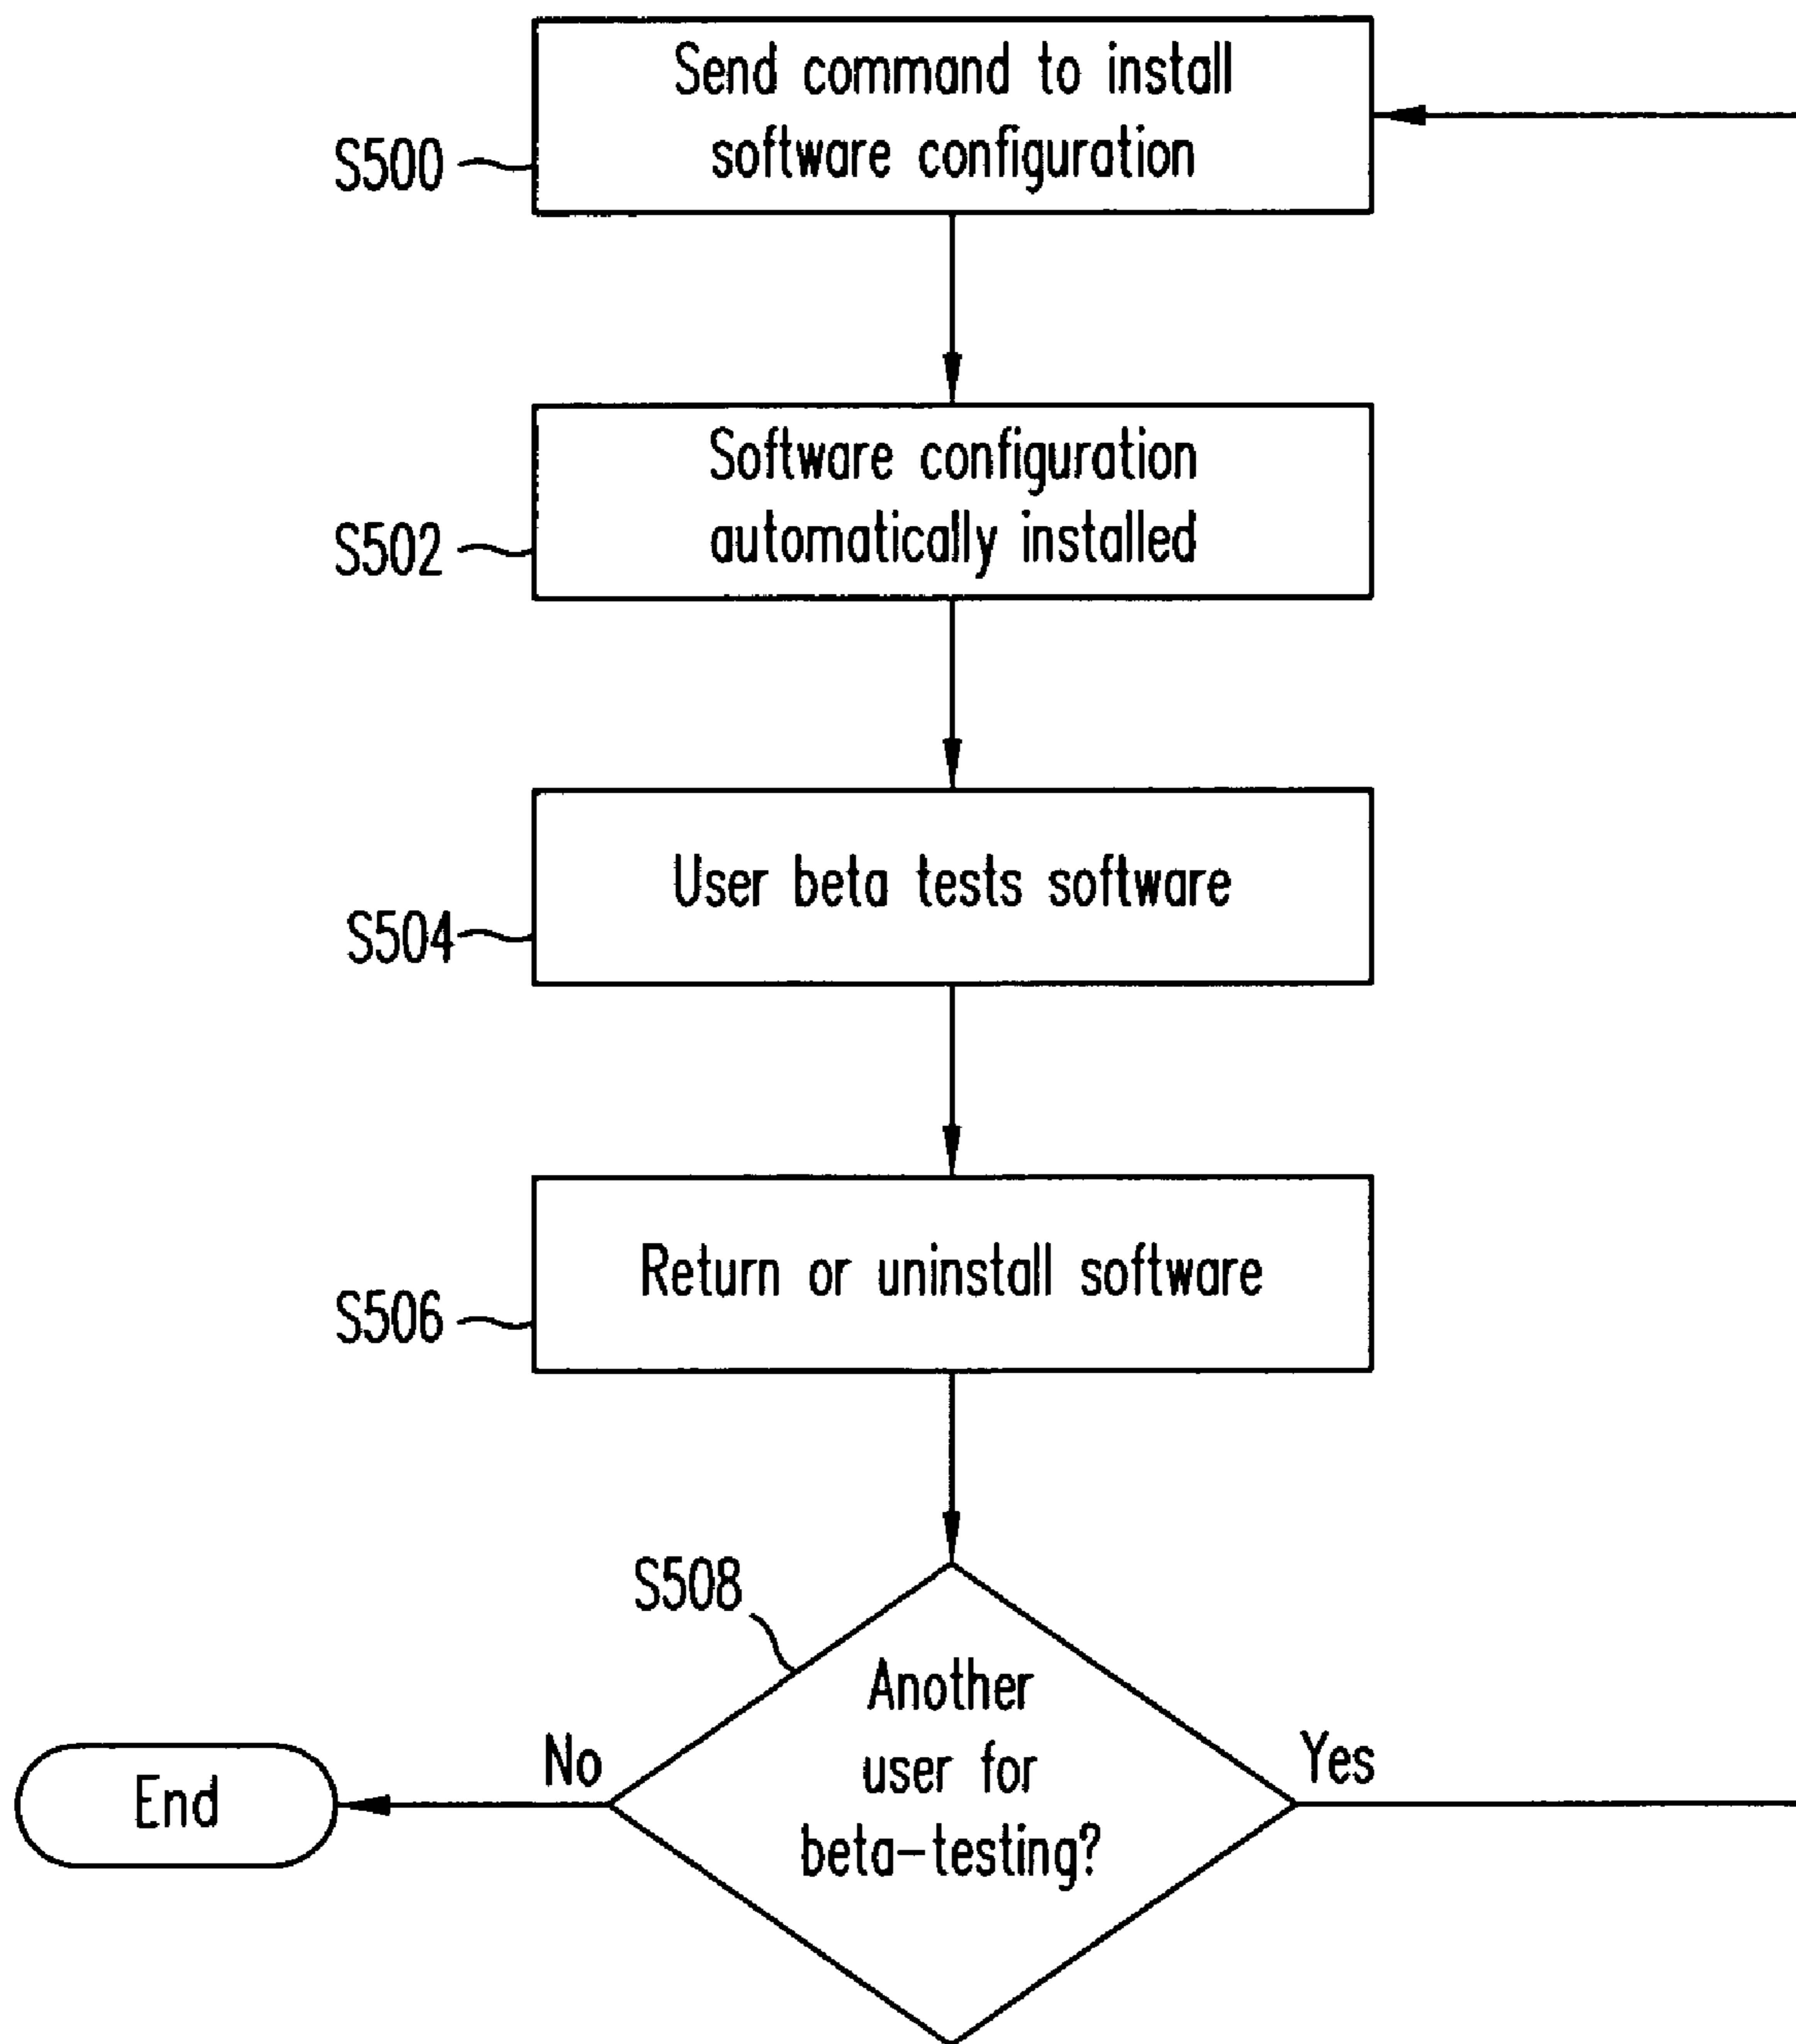 Send command to install
software configuration
S500
Software configuration
automatically installed
S502
User beta tests software
S504
Return or uninstall software
S506
S508
Another
user for
beta-testing?
No
Yes
End